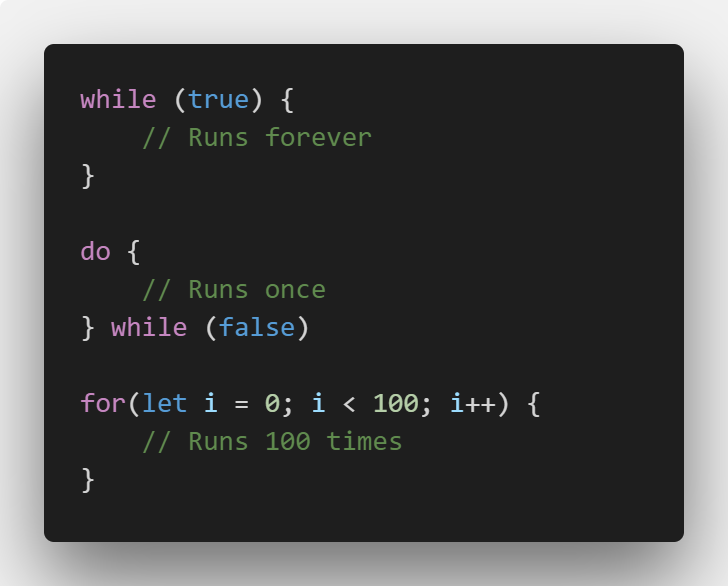 while (true) {
    // Runs forever
}

do {
    // Runs once
} while (false)

for(let i = 0; i < 100; i++) {
    // Runs 100 times
}